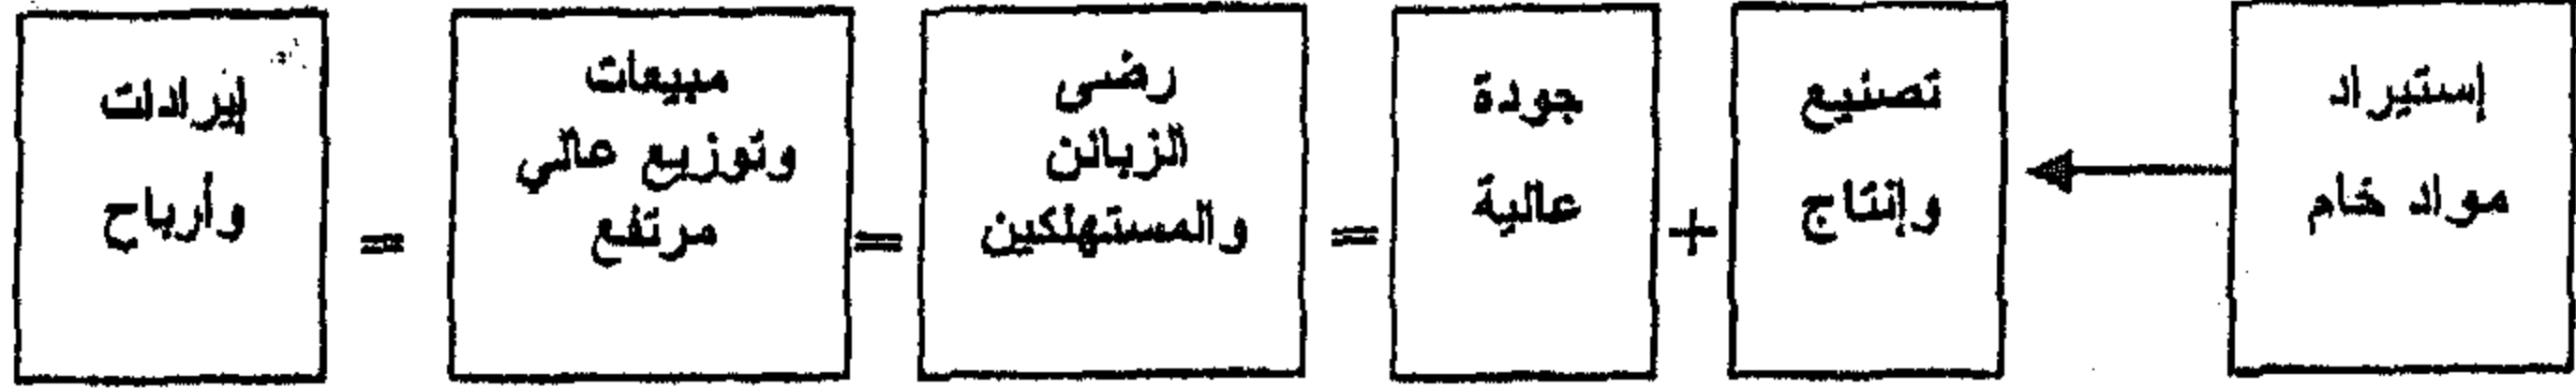 إستيراد
مواد خام
تصنيع
وإنتاج
+
جودة
عالية
=
رضى
الزبائن
والمستهلكين
=
مبيعات
وتوزيع عالي
مرتفع
=
إيرادات
وأرباح